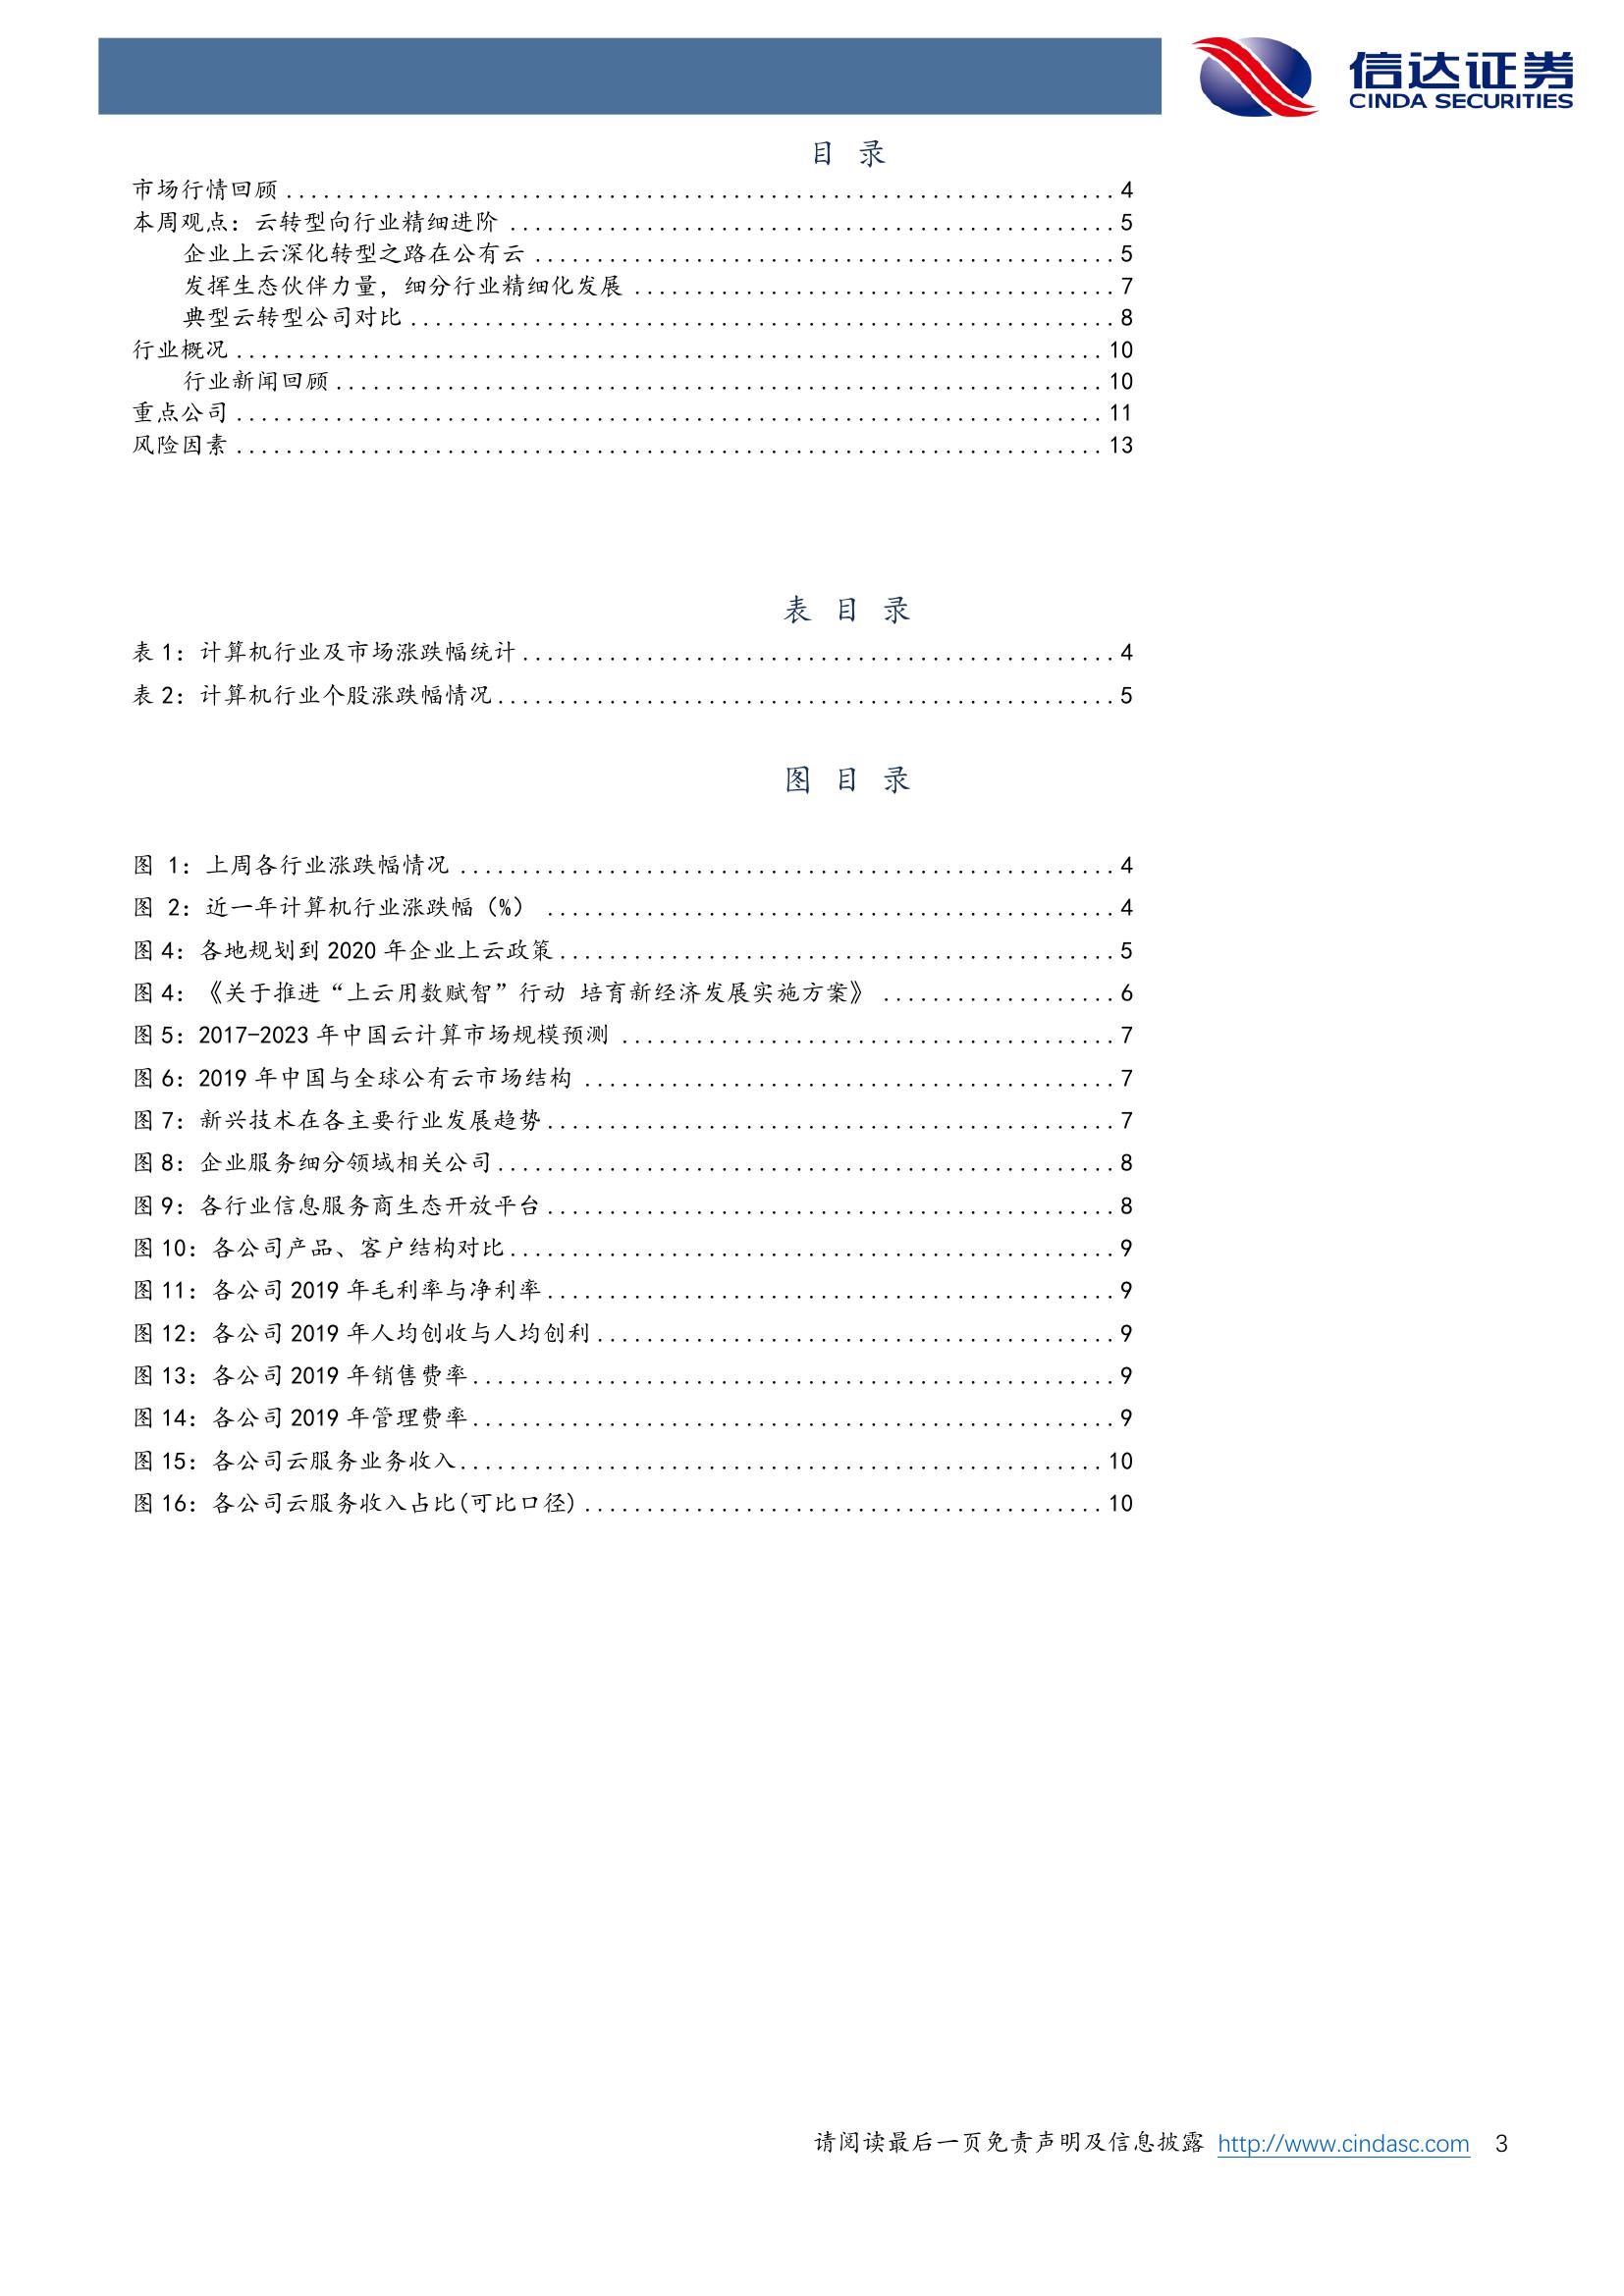 信达证券
CINDA SECURITIES
目 录
市场行情回顾 ........................................ 4
本周观点：云转型向行业精细进阶 ........................................ 5
企业上云深化转型之路在公有云 ........................................ 5
发挥生态伙伴力量，细分行业精细化发展 ........................................ 7
典型云转型公司对比 ........................................ 8
行业概况 ........................................ 10
行业新闻回顾 ........................................ 10
重点公司 ........................................ 11
风险因素 ........................................ 13
表 目 录
表 1：计算机行业及市场涨跌幅统计 ........................................ 4
表 2：计算机行业个股涨跌幅情况 ........................................ 5
图 目 录
图 1：上周各行业涨跌幅情况 ........................................ 4
图 2：近一年计算机行业涨跌幅（%） ........................................ 4
图 4：各地规划到 2020 年企业上云政策 ........................................ 5
图 4：《关于推进“上云用数赋智”行动 培育新经济发展实施方案》 ........................................ 6
图 5：2017-2023 年中国云计算市场规模预测 ........................................ 7
图 6：2019 年中国与全球公有云市场结构 ........................................ 7
图 7：新兴技术在各主要行业发展趋势 ........................................ 7
图 8：企业服务细分领域相关公司 ........................................ 8
图 9：各行业信息服务商生态开放平台 ........................................ 8
图 10：各公司产品、客户结构对比 ........................................ 9
图 11：各公司 2019 年毛利率与净利率 ........................................ 9
图 12：各公司 2019 年人均创收与人均创利 ........................................ 9
图 13：各公司 2019 年销售费率 ........................................ 9
图 14：各公司 2019 年管理费率 ........................................ 9
图 15：各公司云服务业务收入 ........................................ 10
图 16：各公司云服务收入占比(可比口径) ........................................ 10
请阅读最后一页免责声明及信息披露 http://www.cindasc.com 3